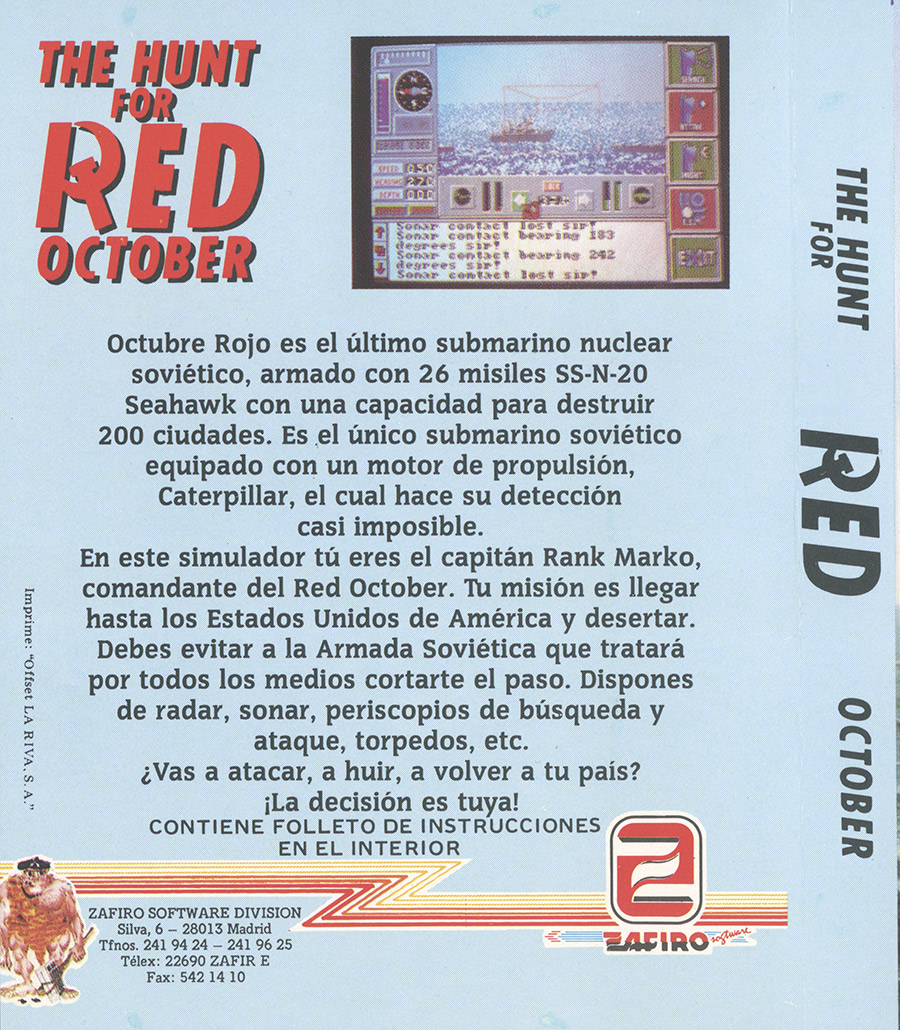 THE HUNT
FOR
RED
OCTOBER
SPEED 050
HEADING 270
DEPTH 000
NIGHT
EXIT
Sonar contact lost sir!
Sonar contact bearing 183
degrees sir!
Sonar contact bearing 242
degrees sir!
Sonar contact lost sir!
Octubre Rojo es el último submarino nuclear
soviético, armado con 26 misiles SS-N-20
Seahawk con una capacidad para destruir
200 ciudades. Es el único submarino soviético
equipado con un motor de propulsión,
Caterpillar, el cual hace su detección
casi imposible.
En este simulador tú eres el capitán Rank Marko,
comandante del Red October. Tu misión es llegar
hasta los Estados Unidos de América y desertar.
Debes evitar a la Armada Soviética que tratará
por todos los medios cortarte el paso. Dispones
de radar, sonar, periscopios de búsqueda y
ataque, torpedos, etc.
¿Vas a atacar, a huir, a volver a tu país?
¡La decisión es tuya!
CONTIENE FOLLETO DE INSTRUCCIONES
EN EL INTERIOR
Imprime: "Offset LA RIVA, S. A."
ZAFIRO SOFTWARE DIVISION
Silva, 6 – 28013 Madrid
Tfnos. 241 94 24 – 241 96 25
Télex: 22690 ZAFIR E
Fax: 542 14 10
ZAFIRO software
THE HUNT
FOR
RED
OCTOBER